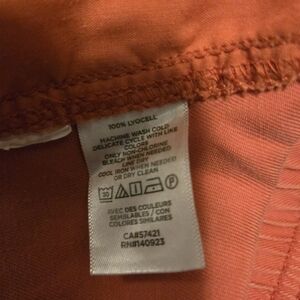 100% LYOCELL
MACHINE WASH COLD
DELICATE CYCLE WITH LIKE
COLORS
ONLY NON-CHLORINE
BLEACH WHEN NEEDED
LINE DRY
COOL IRON WHEN NEEDED
OR DRY CLEAN
30
P
AVEC DES COULEURS
SEMBLABLES / CON
COLORES SIMILARES
CA#57421
RN#140923